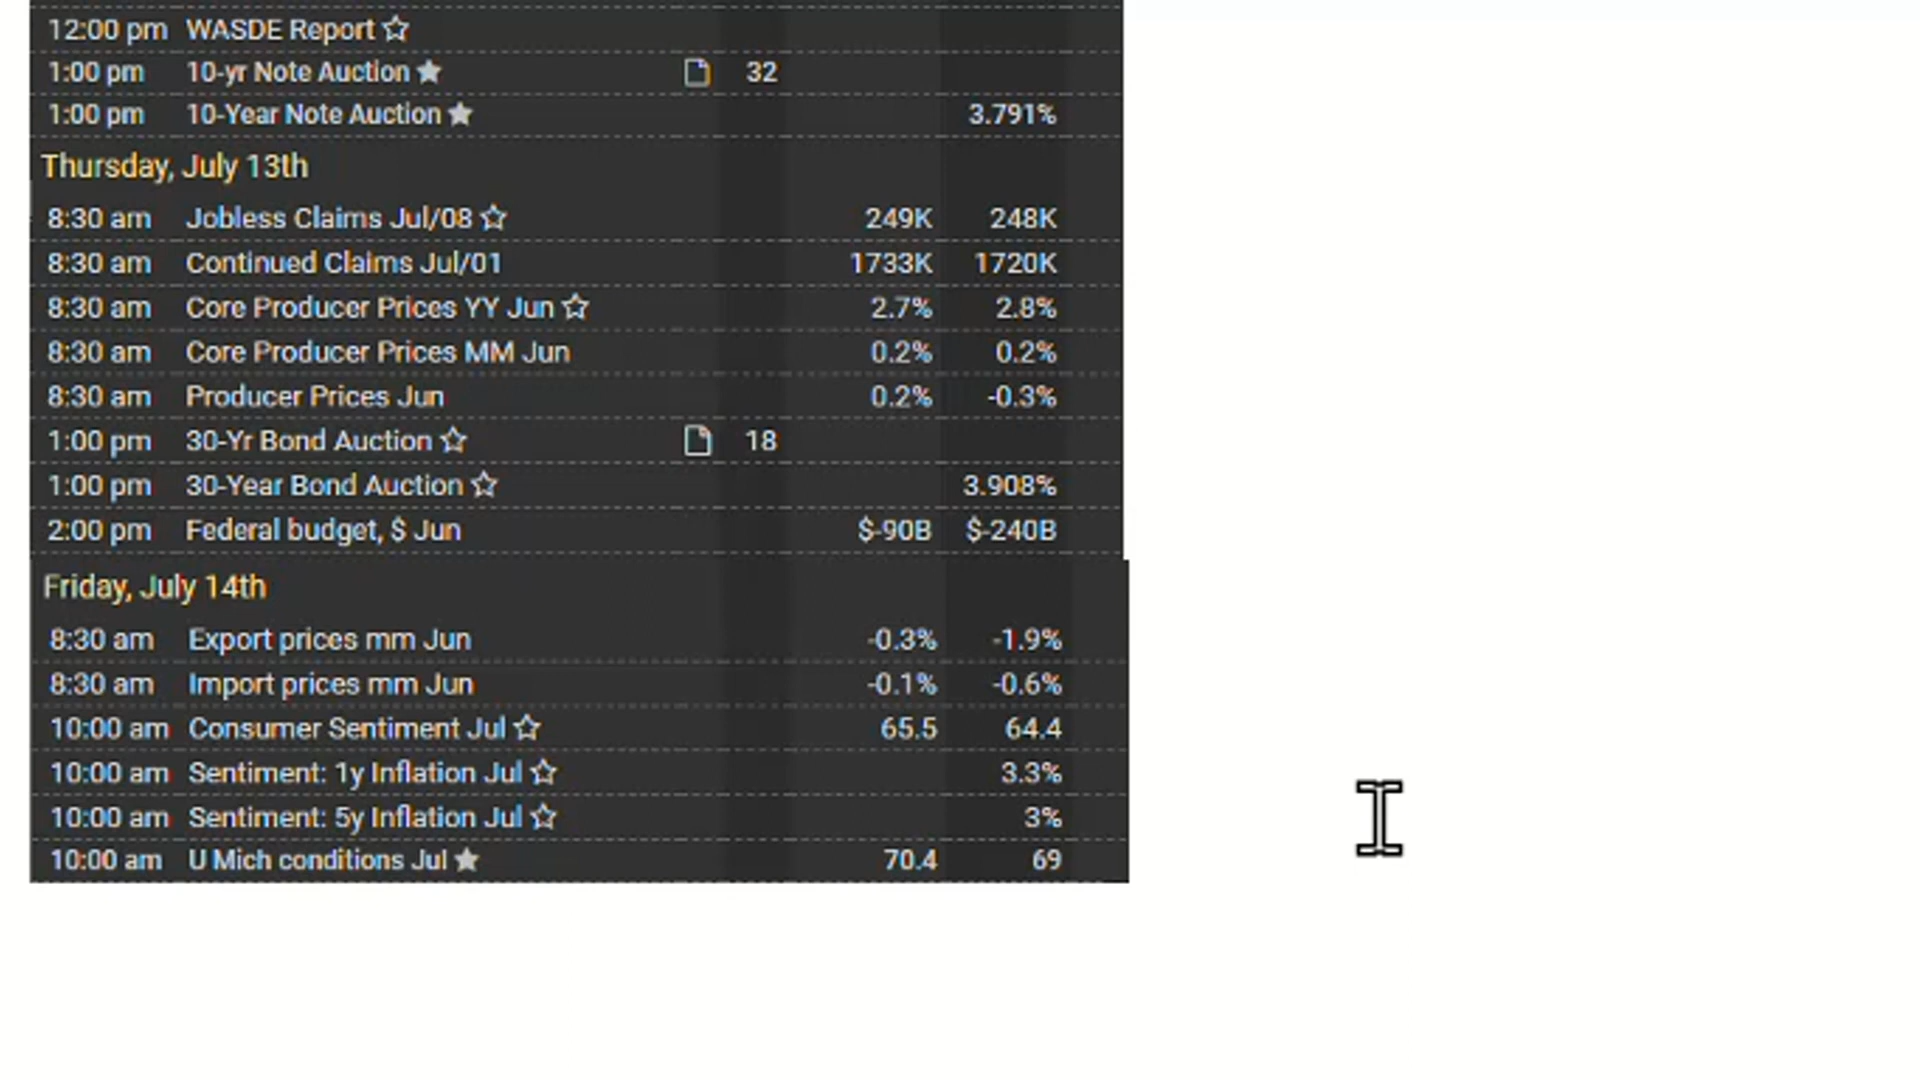 12:00 pm WASDE Report ☆
1:00 pm 10-yr Note Auction ★ 32
1:00 pm 10-Year Note Auction ★ 3.791%
Thursday, July 13th
8:30 am Jobless Claims Jul/08 ☆ 249K 248K
8:30 am Continued Claims Jul/01 1733K 1720K
8:30 am Core Producer Prices YY Jun ☆ 2.7% 2.8%
8:30 am Core Producer Prices MM Jun 0.2% 0.2%
8:30 am Producer Prices Jun 0.2% -0.3%
1:00 pm 30-Yr Bond Auction ☆ 18
1:00 pm 30-Year Bond Auction ☆ 3.908%
2:00 pm Federal budget, $ Jun $-90B $-240B
Friday, July 14th
8:30 am Export prices mm Jun -0.3% -1.9%
8:30 am Import prices mm Jun -0.1% -0.6%
10:00 am Consumer Sentiment Jul ☆ 65.5 64.4
10:00 am Sentiment: 1y Inflation Jul ☆ 3.3%
10:00 am Sentiment: 5y Inflation Jul ☆ 3%
10:00 am U Mich conditions Jul ★ 70.4 69